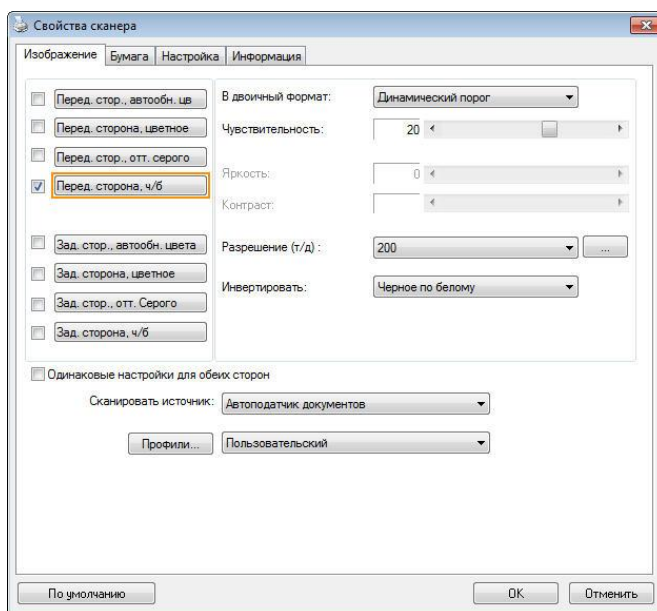 Свойства сканера
Изображение Бумага Настройка Информация
Перед. стор., автообн. цв
Перед. сторона, цветное
Перед. стор., отт. серого
Перед. сторона, ч/б
Зад. стор., автообн. цвета
Зад. сторона, цветное
Зад. стор., отт. Серого
Зад. сторона, ч/б
В двоичный формат: Динамический порог
Чувствительность: 20
Яркость: 0
Контраст:
Разрешение (т/д) : 200 ...
Инвертировать: Черное по белому
Одинаковые настройки для обеих сторон
Сканировать источник: Автоподатчик документов
Профили... Пользовательский
По умолчанию OK Отменить